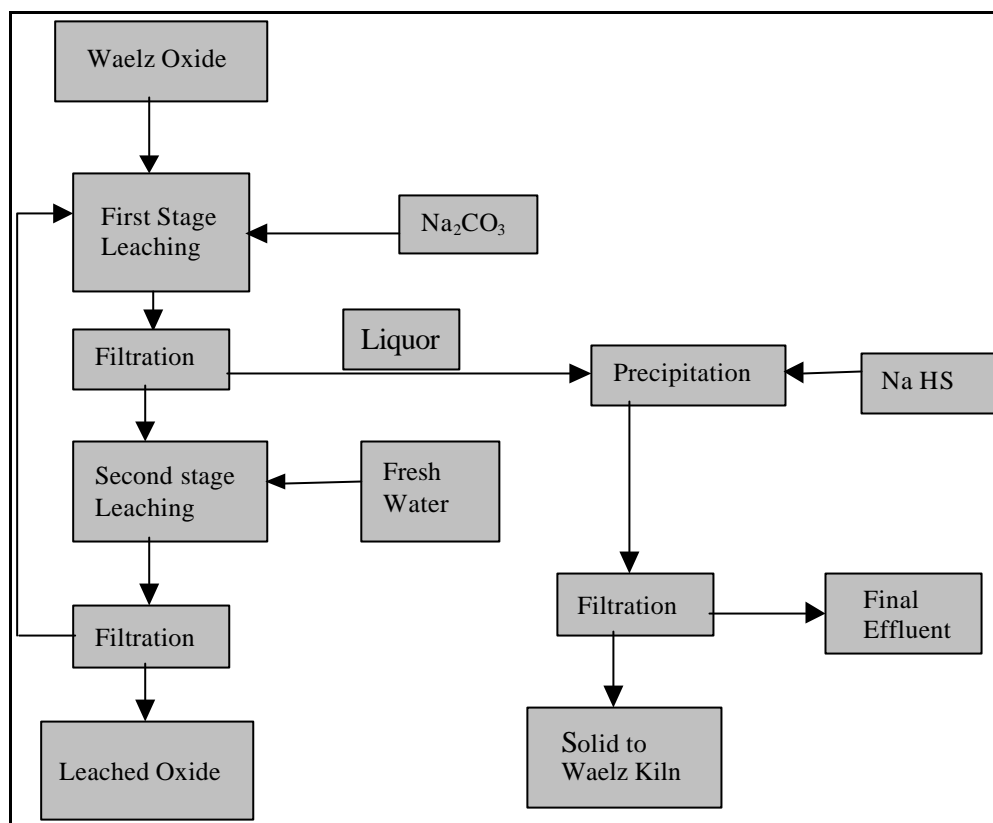 Waelz Oxide
First Stage
Leaching
Na₂CO₃
Filtration
Liquor
Precipitation
Na HS
Second stage
Leaching
Fresh
Water
Filtration
Filtration
Final
Effluent
Leached Oxide
Solid to
Waelz Kiln